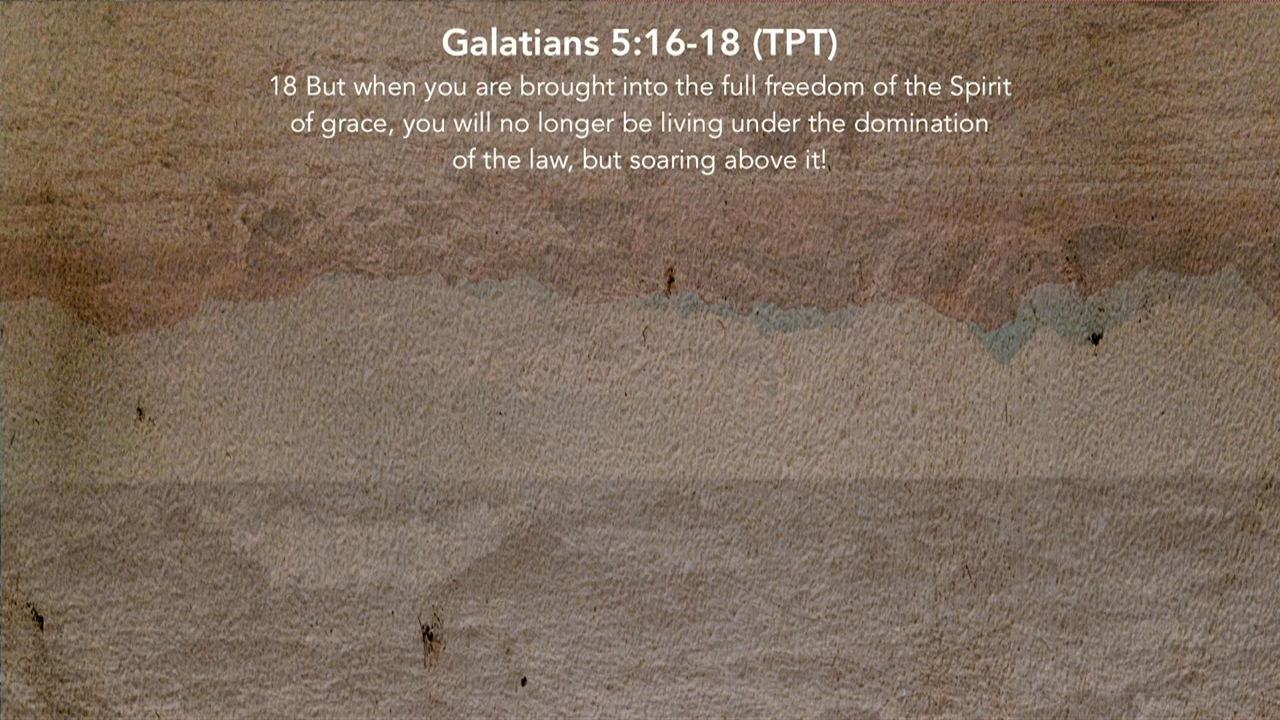 Galatians 5:16-18 (TPT)
18 But when you are brought into the full freedom of the Spirit
of grace, you will no longer be living under the domination
of the law, but soaring above it!